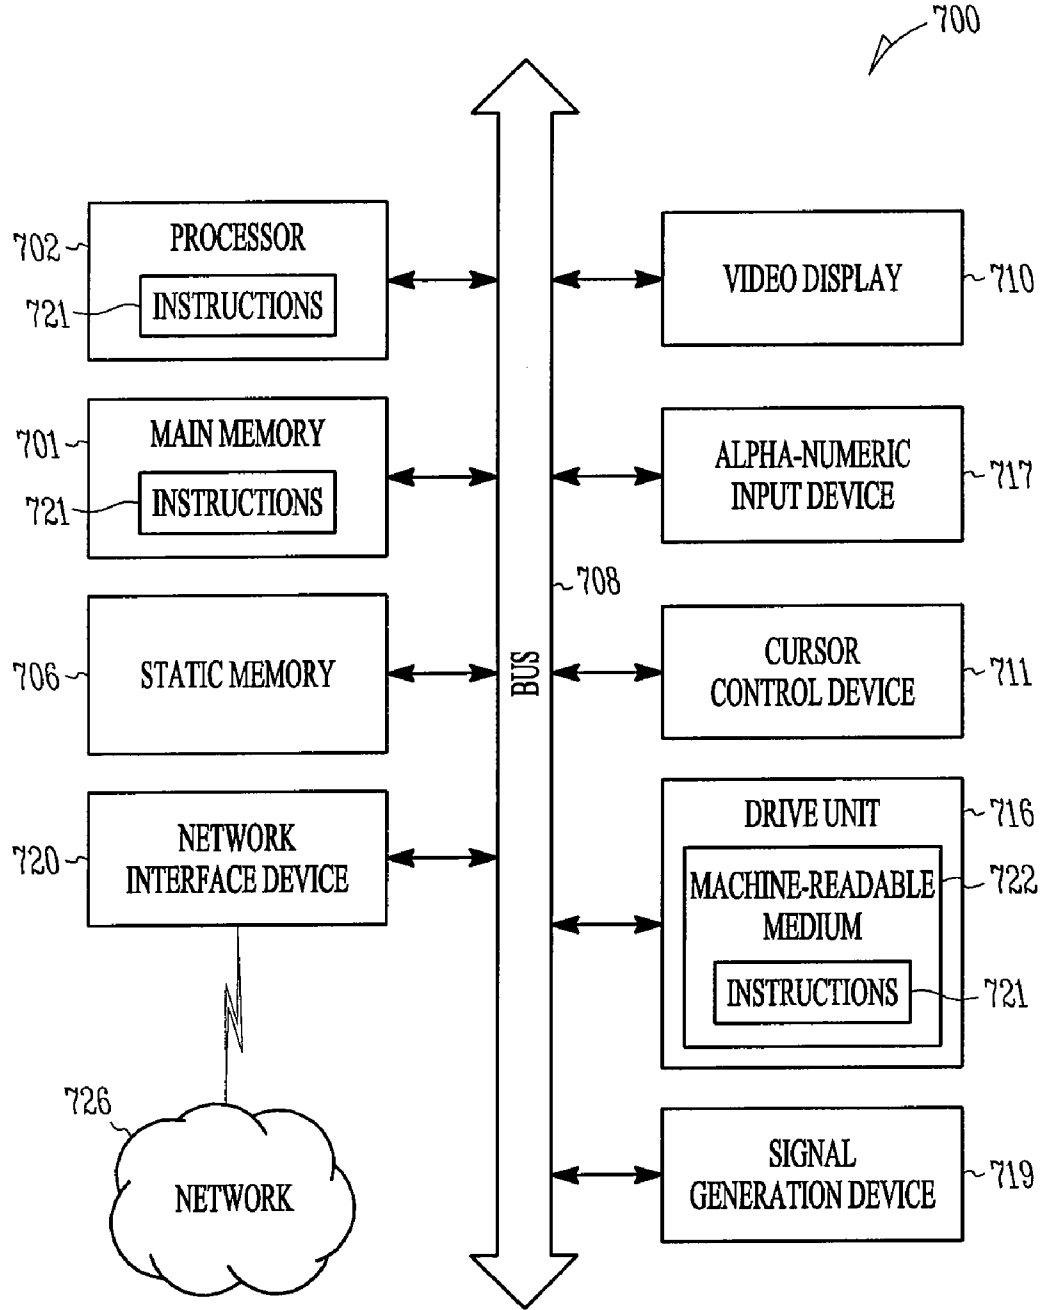 700
702
PROCESSOR
721
INSTRUCTIONS
701
MAIN MEMORY
721
INSTRUCTIONS
706
STATIC MEMORY
720
NETWORK
INTERFACE DEVICE
726
NETWORK
708
BUS
VIDEO DISPLAY
710
ALPHA-NUMERIC
INPUT DEVICE
717
CURSOR
CONTROL DEVICE
711
DRIVE UNIT
716
MACHINE-READABLE
MEDIUM
722
INSTRUCTIONS
721
SIGNAL
GENERATION DEVICE
719